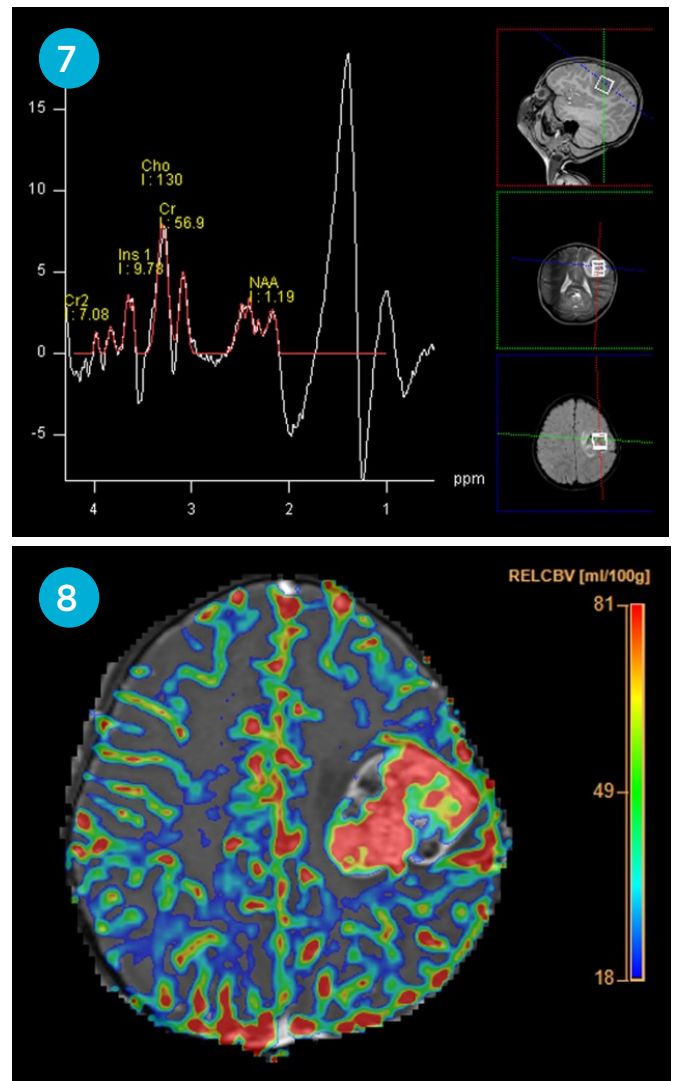 7
15
10
5
0
-5
Cho
I : 130
Cr
I : 56.9
Ins 1
I : 9.78
NAA
I : 1.19
Cr2
I : 7.08
4
3
2
1
ppm
8
RELCBV [ml/100g]
81
49
18